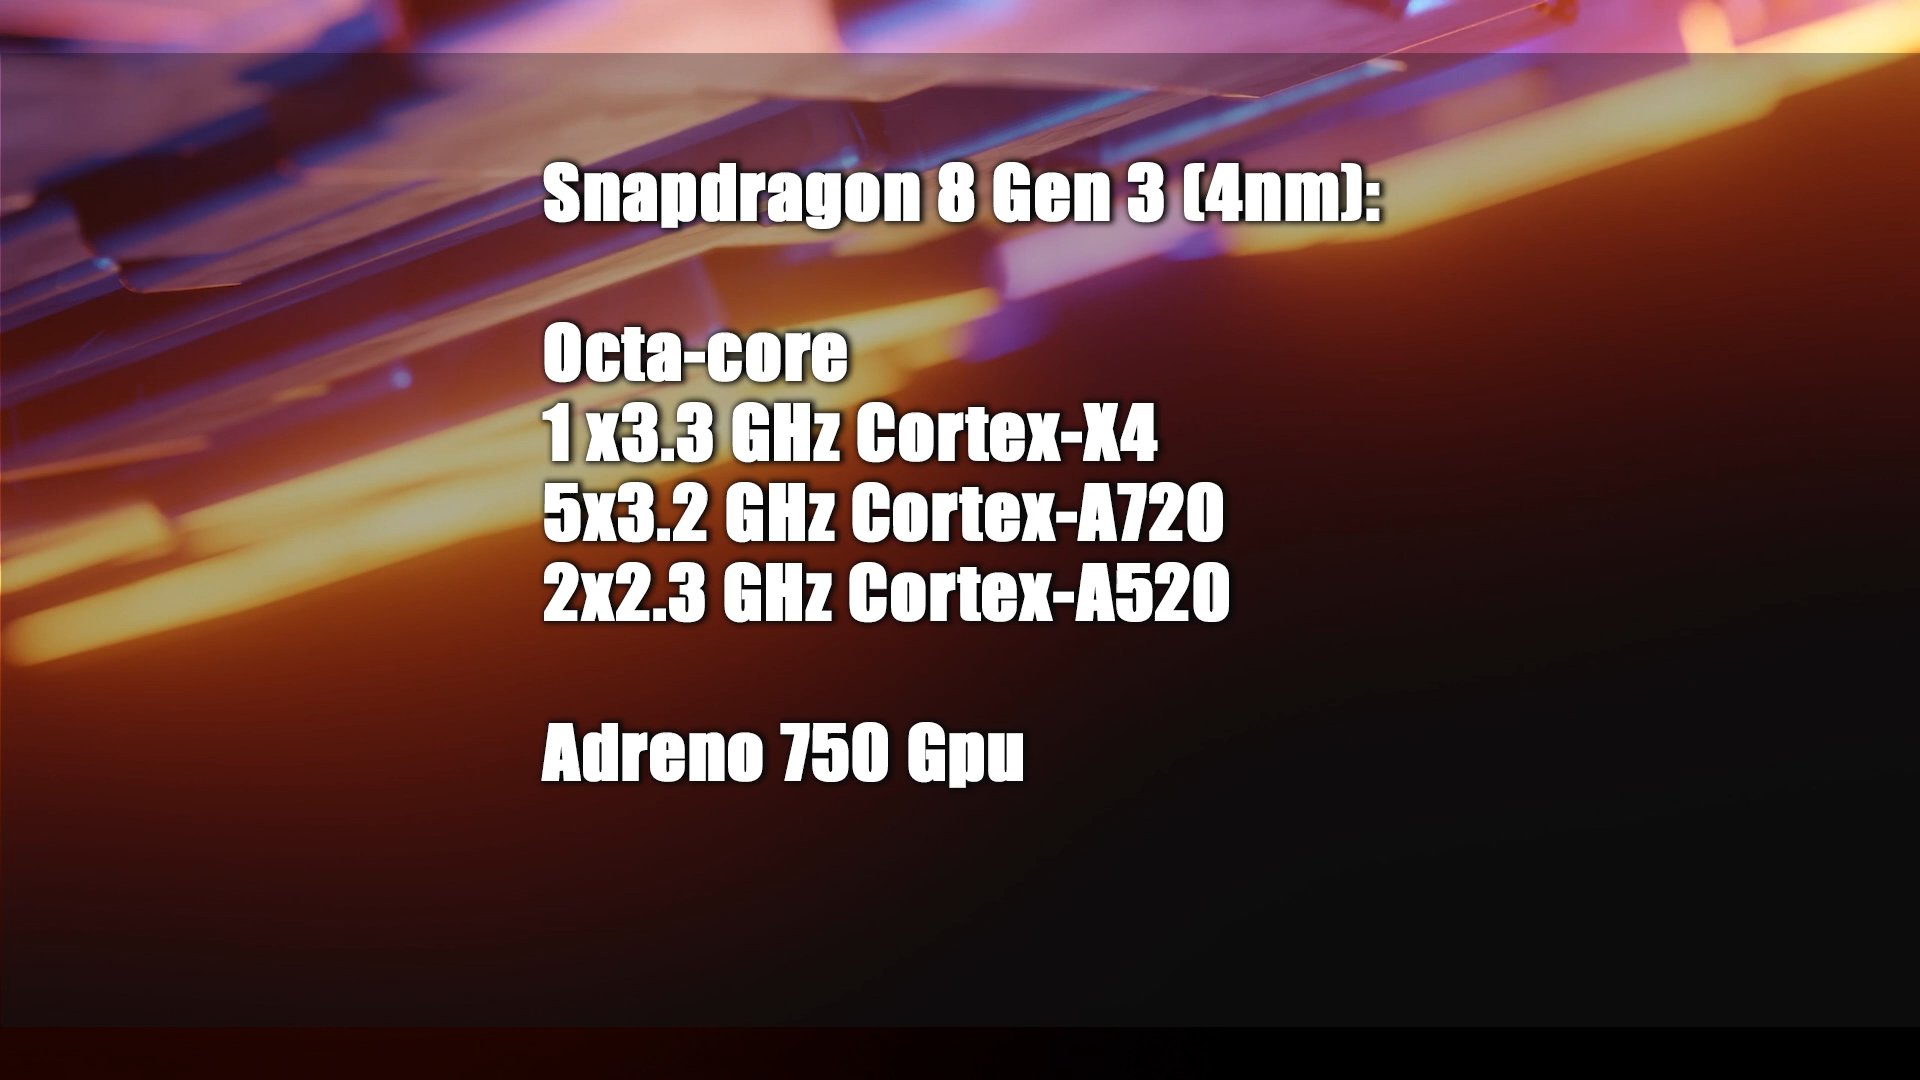 Snapdragon 8 Gen 3 (4nm):
Octa-core
1 x3.3 GHz Cortex-X4
5x3.2 GHz Cortex-A720
2x2.3 GHz Cortex-A520
Adreno 750 Gpu